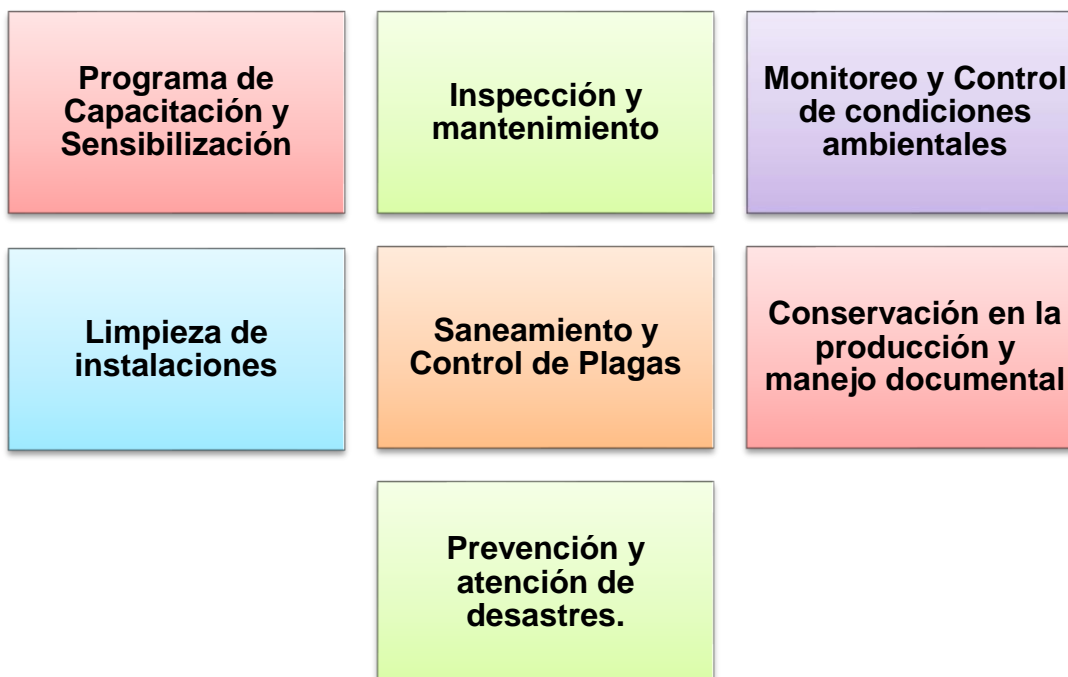 Programa de
Capacitación y
Sensibilización
Inspección y
mantenimiento
Monitoreo y Control
de condiciones
ambientales
Limpieza de
instalaciones
Saneamiento y
Control de Plagas
Conservación en la
producción y
manejo documental
Prevención y
atención de
desastres.